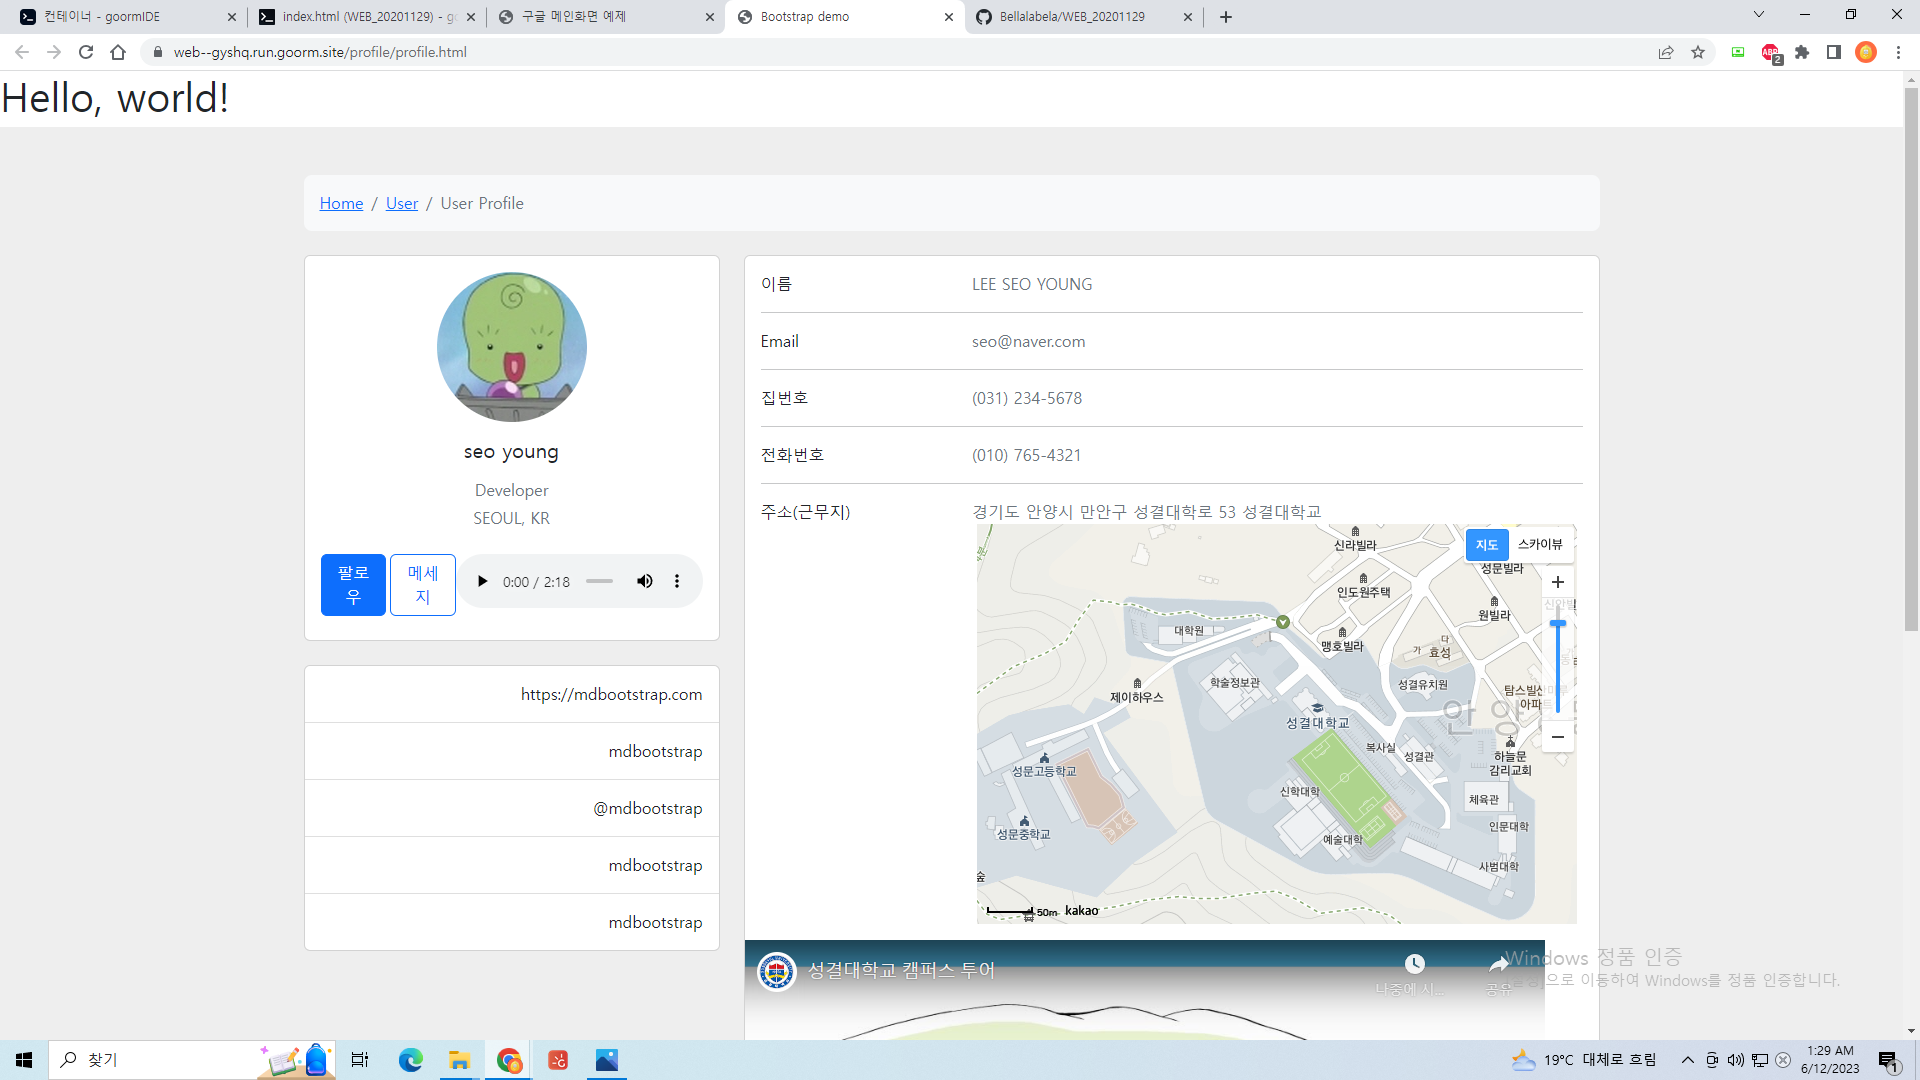 컨테이너 - goormIDE
index.html (WEB_20201129) - go
구글 메인화면 예제
Bootstrap demo
Bellalabela/WEB_20201129
web--gyshq.run.goorm.site/profile/profile.html
ABP
2
Hello, world!
Home / User / User Profile
seo young
Developer
SEOUL, KR
팔로우
메세지
0:00 / 2:18
https://mdbootstrap.com
mdbootstrap
@mdbootstrap
mdbootstrap
mdbootstrap
이름 LEE SEO YOUNG
Email seo@naver.com
집번호 (031) 234-5678
전화번호 (010) 765-4321
주소(근무지) 경기도 안양시 만안구 성결대학로 53 성결대학교
지도 스카이뷰
신라빌라
성문빌라
인도원주택
원빌라
대학원
맹호빌라
다
가 효성
학술정보관
성결유치원
제이하우스
안양
성결대학교
복사실
성결관
하늘문
감리교회
성문고등학교
신학대학
체육관
성문중학교
예술대학
인문대학
사범대학
숲
50m kakao
성결대학교 캠퍼스 투어
나중에 시...
공유
Windows 정품 인증
으로 이동하여 Windows를 정품 인증합니다.
찾기
19°C 대체로 흐림
1:29 AM
6/12/2023
1